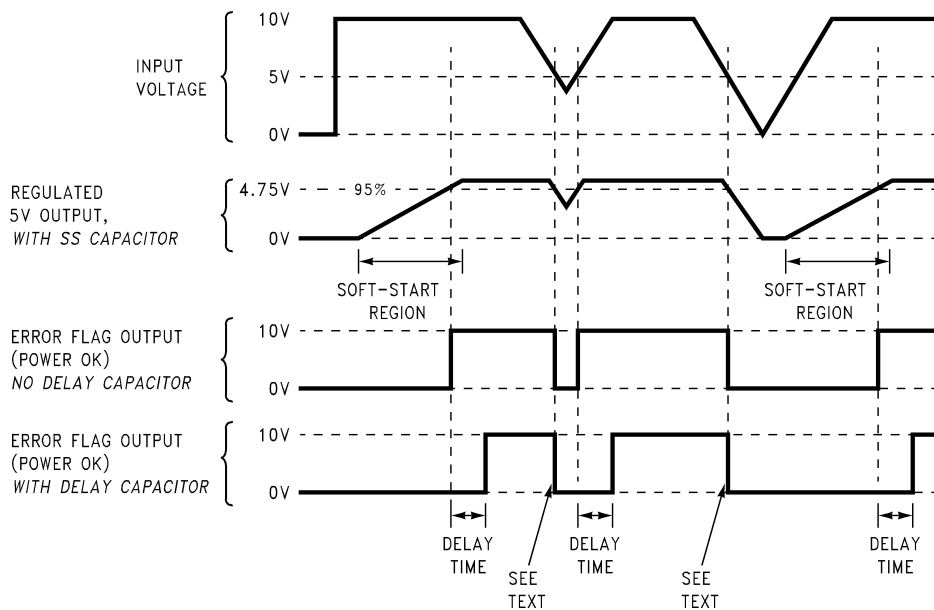 10V
INPUT
VOLTAGE
5V
0V
REGULATED
5V OUTPUT,
WITH SS CAPACITOR
4.75V
95%
0V
SOFT-START
REGION
SOFT-START
REGION
ERROR FLAG OUTPUT
(POWER OK)
NO DELAY CAPACITOR
10V
0V
ERROR FLAG OUTPUT
(POWER OK)
WITH DELAY CAPACITOR
10V
0V
DELAY
TIME
SEE
TEXT
DELAY
TIME
SEE
TEXT
DELAY
TIME